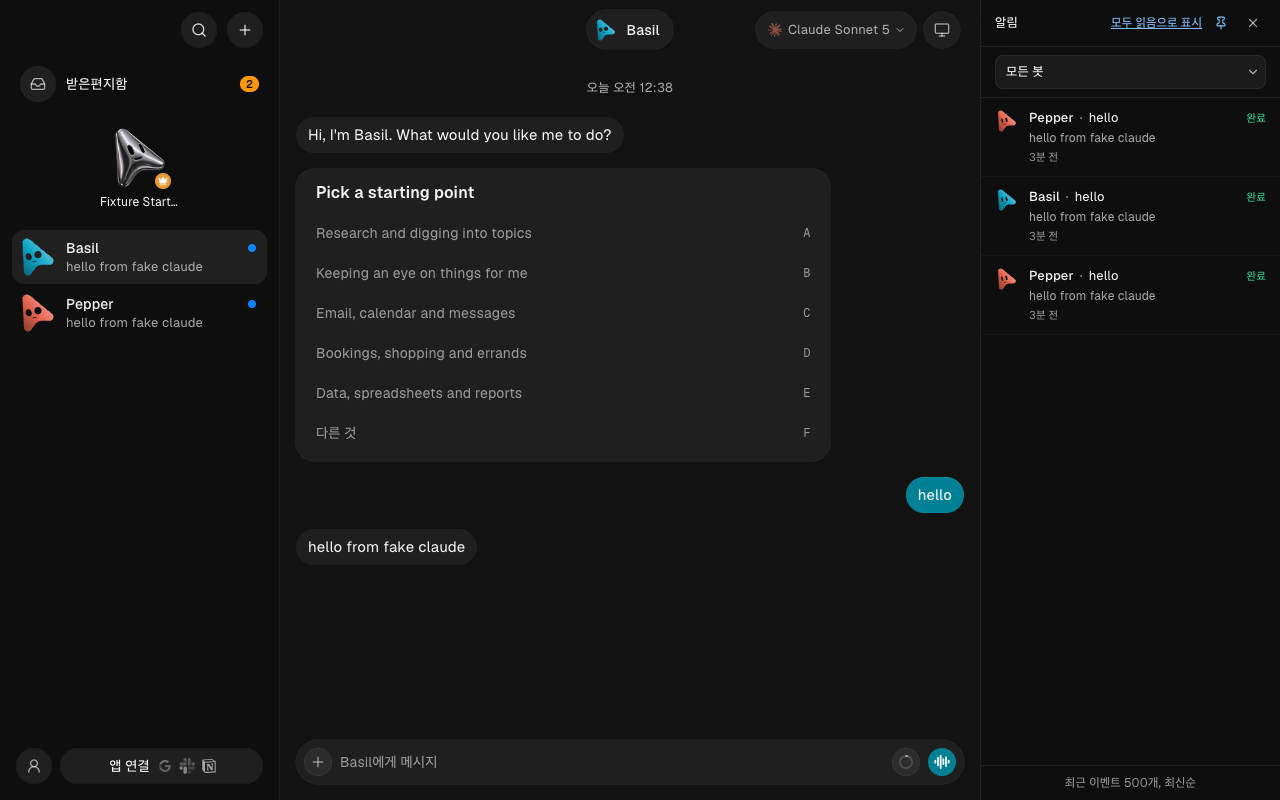 받은편지함
2
Fixture Start…
Basil
hello from fake claude
Pepper
hello from fake claude
앱 연결
Basil
Claude Sonnet 5
오늘 오전 12:38
Hi, I'm Basil. What would you like me to do?
Pick a starting point
Research and digging into topics A
Keeping an eye on things for me B
Email, calendar and messages C
Bookings, shopping and errands D
Data, spreadsheets and reports E
다른 것 F
hello
hello from fake claude
Basil에게 메시지
알림
모두 읽음으로 표시
모든 봇
Pepper · hello 완료
hello from fake claude
3분 전
Basil · hello 완료
hello from fake claude
3분 전
Pepper · hello 완료
hello from fake claude
3분 전
최근 이벤트 500개, 최신순